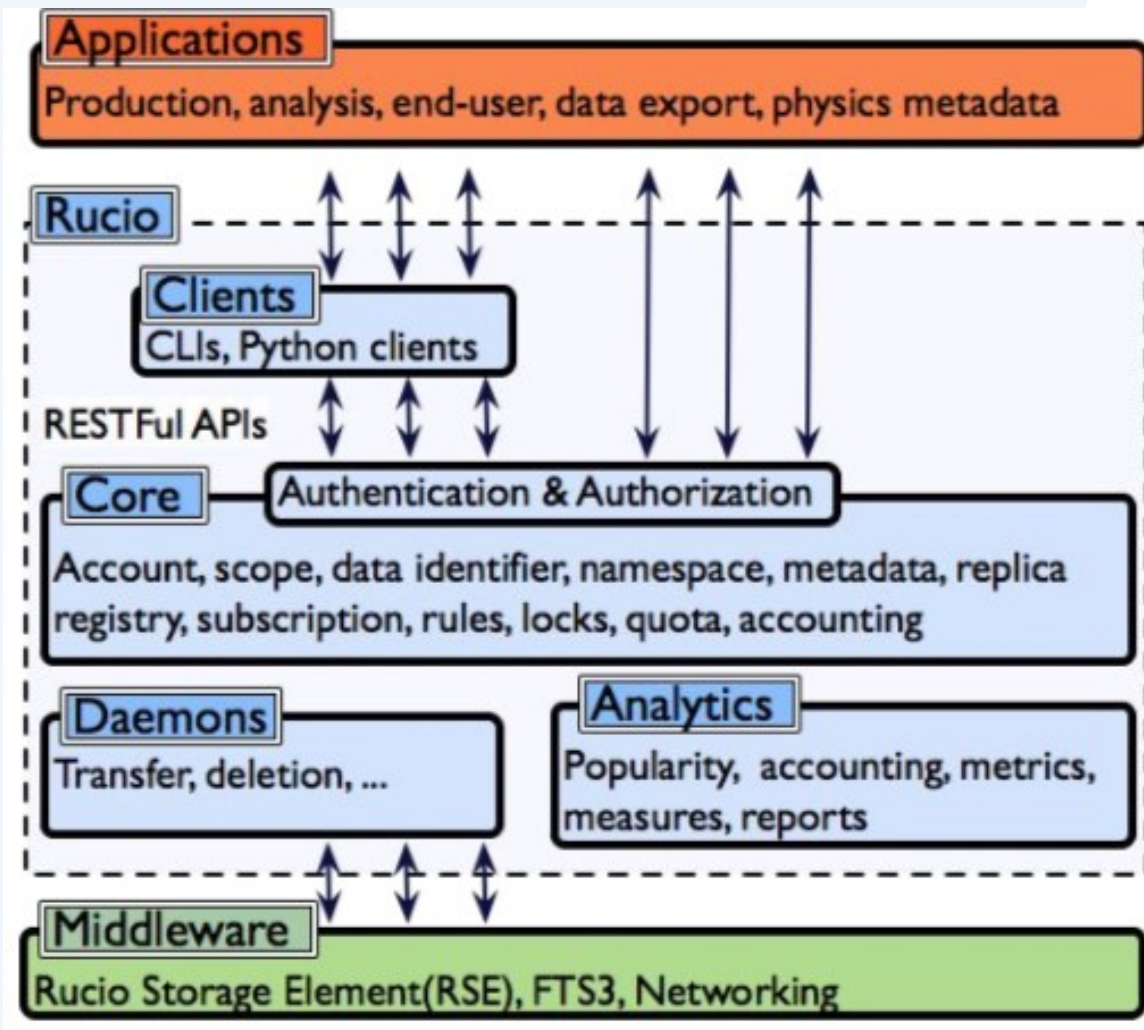 Applications
Production, analysis, end-user, data export, physics metadata
Rucio
Clients
CLIs, Python clients
RESTFul APIs
Core
Authentication & Authorization
Account, scope, data identifier, namespace, metadata, replica
registry, subscription, rules, locks, quota, accounting
Daemons
Transfer, deletion, ...
Analytics
Popularity, accounting, metrics,
measures, reports
Middleware
Rucio Storage Element(RSE), FTS3, Networking